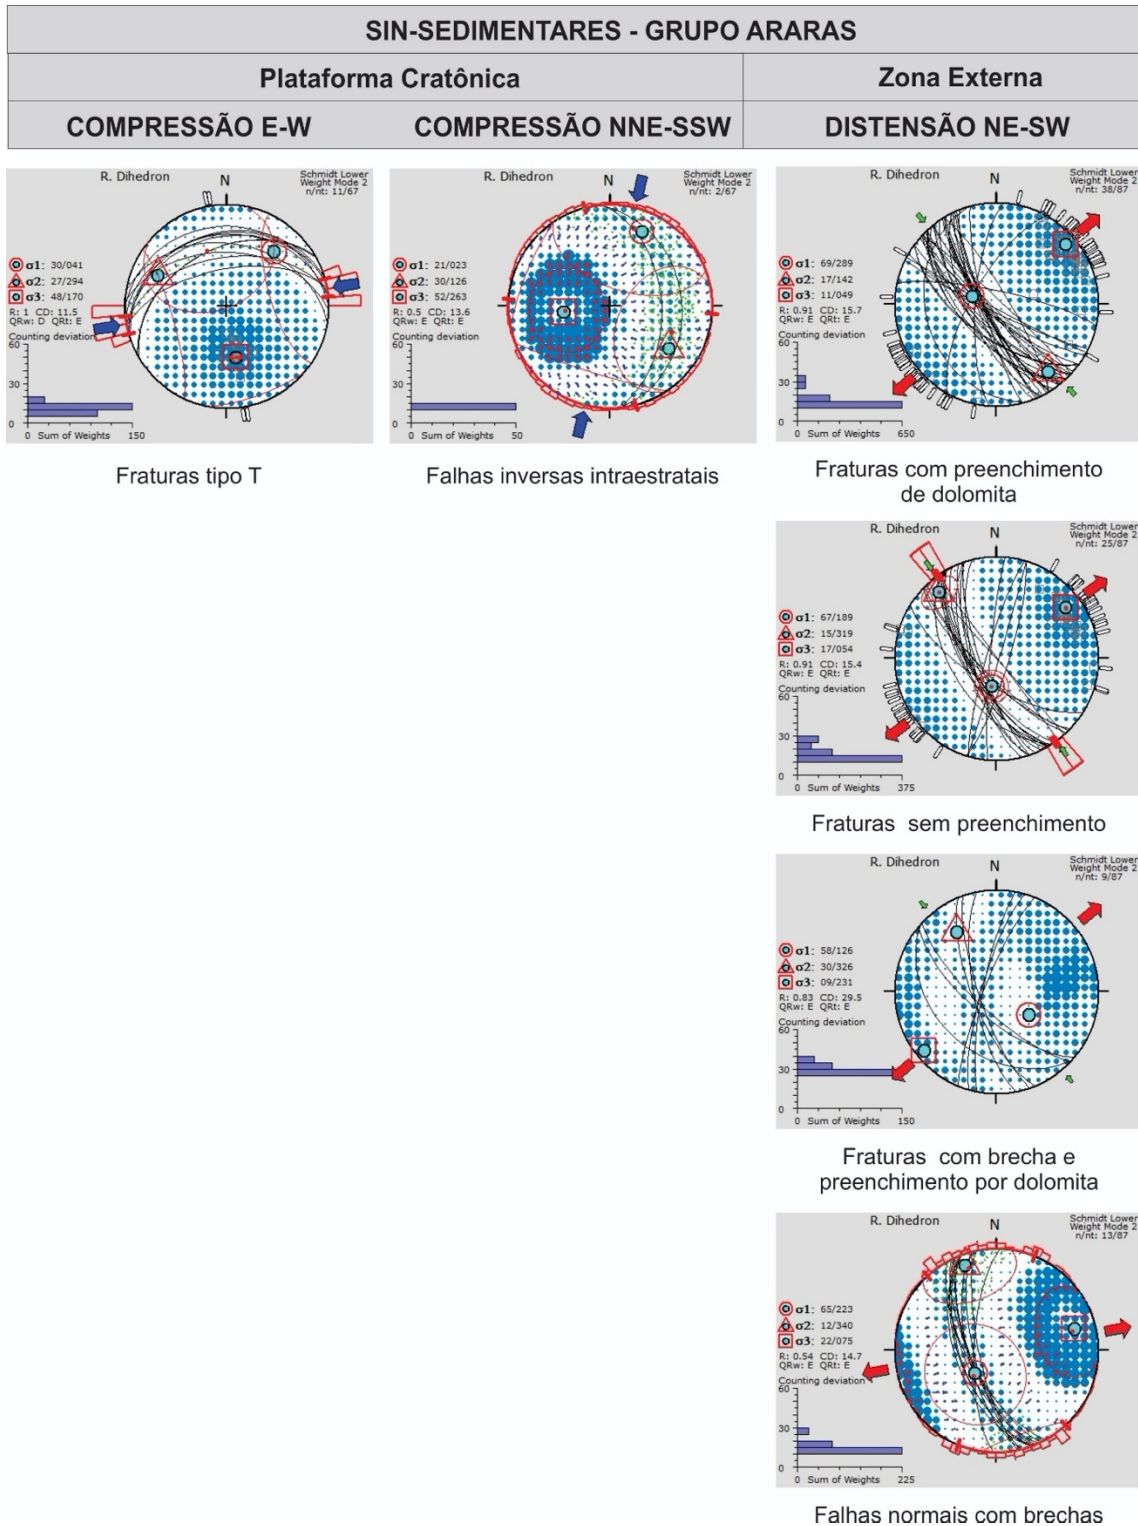 SIN-SEDIMENTARES - GRUPO ARARAS
Plataforma Cratônica
Zona Externa
COMPRESSÃO E-W
COMPRESSÃO NNE-SSW
DISTENSÃO NE-SW
R. Dihedron
N
Schmidt Lower
Weight Mode 2
n/nt: 11/67
σ1: 30/041
σ2: 27/294
σ3: 48/170
R: 1 CD: 11.5
QRw: D QRt: E
Counting deviation
60
30
0
0 Sum of Weights 150
Fraturas tipo T
R. Dihedron
N
Schmidt Lower
Weight Mode 2
n/nt: 2/67
σ1: 21/023
σ2: 30/126
σ3: 52/263
R: 0.5 CD: 13.6
QRw: E QRt: E
Counting deviation
60
30
0
0 Sum of Weights 50
Falhas inversas intraestratais
R. Dihedron
N
Schmidt Lower
Weight Mode 2
n/nt: 38/87
σ1: 69/289
σ2: 17/142
σ3: 11/049
R: 0.91 CD: 15.7
QRw: E QRt: E
Counting deviation
60
30
0
0 Sum of Weights 650
Fraturas com preenchimento
de dolomita
R. Dihedron
N
Schmidt Lower
Weight Mode 2
n/nt: 25/87
σ1: 67/189
σ2: 15/319
σ3: 17/054
R: 0.91 CD: 15.4
QRw: E QRt: E
Counting deviation
60
30
0
0 Sum of Weights 375
Fraturas sem preenchimento
R. Dihedron
N
Schmidt Lower
Weight Mode 2
n/nt: 9/87
σ1: 58/126
σ2: 30/326
σ3: 09/231
R: 0.83 CD: 29.5
QRw: E QRt: E
Counting deviation
60
30
0
0 Sum of Weights 150
Fraturas com brecha e
preenchimento por dolomita
R. Dihedron
N
Schmidt Lower
Weight Mode 2
n/nt: 13/87
σ1: 65/223
σ2: 12/340
σ3: 22/075
R: 0.54 CD: 14.7
QRw: E QRt: E
Counting deviation
60
30
0
0 Sum of Weights 225
Falhas normais com brechas